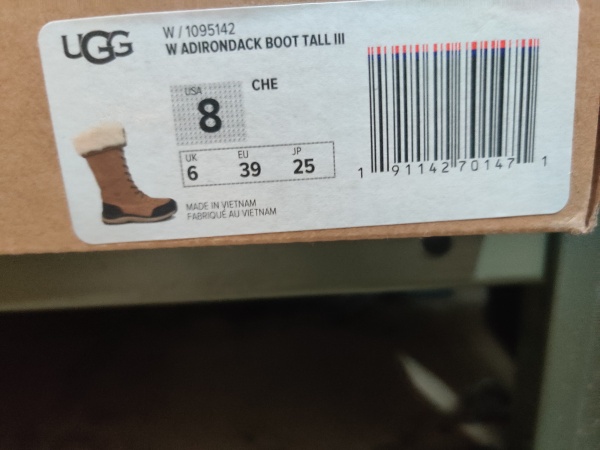 UGG
W / 1095142
W ADIRONDACK BOOT TALL III
USA
8
CHE
UK EU JP
6 39 25
MADE IN VIETNAM
FABRIQUÉ AU VIETNAM
1 91142 70147 1